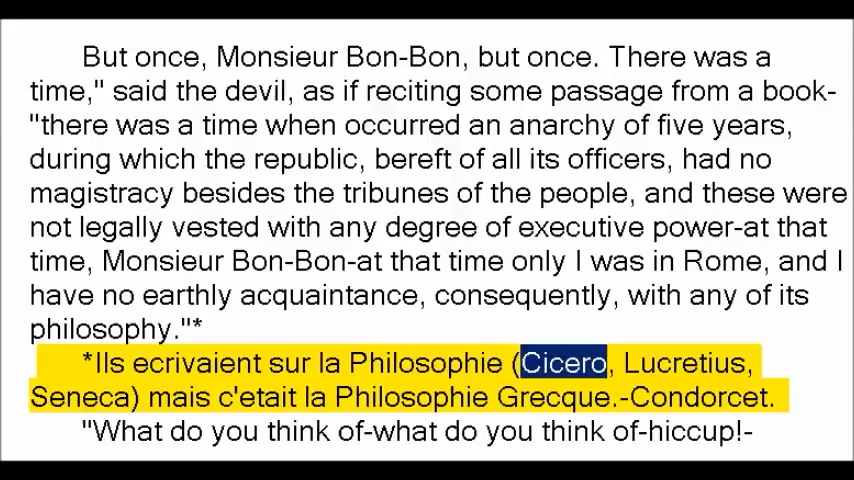 But once, Monsieur Bon-Bon, but once. There was a
time," said the devil, as if reciting some passage from a book-
"there was a time when occurred an anarchy of five years,
during which the republic, bereft of all its officers, had no
magistracy besides the tribunes of the people, and these were
not legally vested with any degree of executive power-at that
time, Monsieur Bon-Bon-at that time only I was in Rome, and I
have no earthly acquaintance, consequently, with any of its
philosophy."*
*Ils ecrivaient sur la Philosophie (Cicero, Lucretius,
Seneca) mais c'etait la Philosophie Grecque.-Condorcet.
"What do you think of-what do you think of-hiccup!-